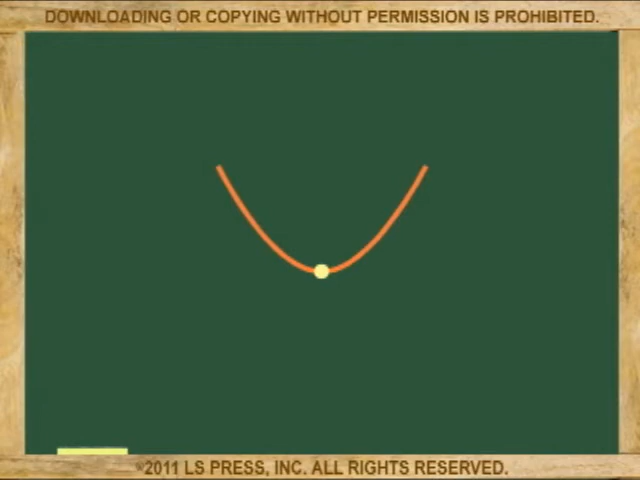 DOWNLOADING OR COPYING WITHOUT PERMISSION IS PROHIBITED.
©2011 LS PRESS, INC. ALL RIGHTS RESERVED.